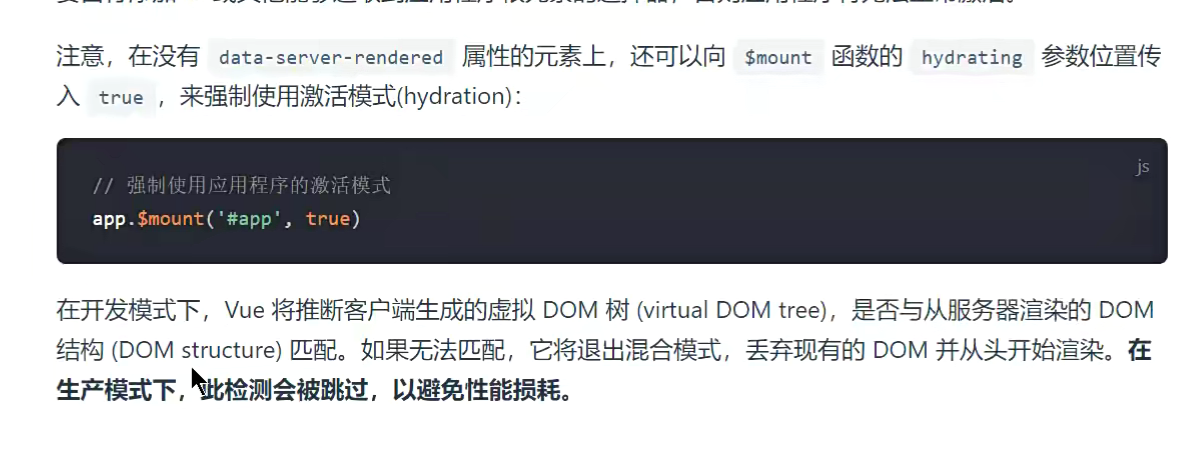 注意，在没有 data-server-rendered 属性的元素上，还可以向 $mount 函数的 hydrating 参数位置传
入 true ，来强制使用激活模式(hydration)：
js
// 强制使用应用程序的激活模式
app.$mount('#app', true)
在开发模式下，Vue 将推断客户端生成的虚拟 DOM 树 (virtual DOM tree)，是否与从服务器渲染的 DOM
结构 (DOM structure) 匹配。如果无法匹配，它将退出混合模式，丢弃现有的 DOM 并从头开始渲染。在
生产模式下，此检测会被跳过，以避免性能损耗。